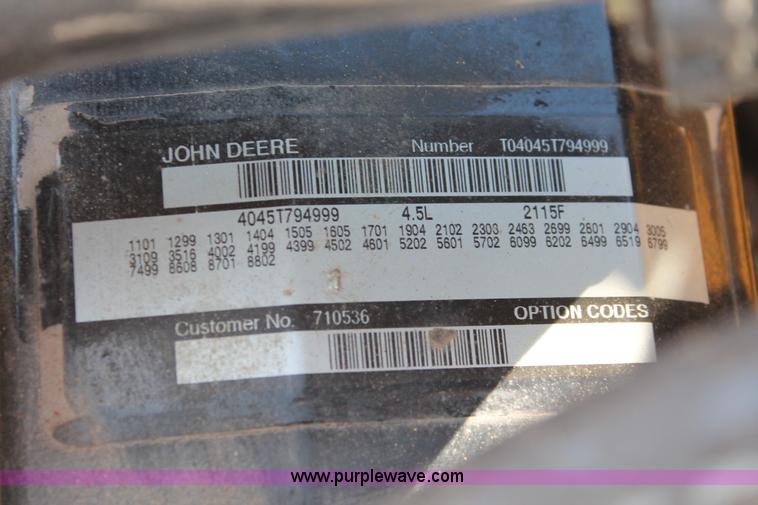 JOHN DEERE Number T04045T794999
4045T794999 4.5L 2115F
1101 1299 1301 1404 1505 1605 1701 1904 2102 2303 2463 2699 2801 2904 3005
3109 3516 4002 4199 4399 4502 4601 5202 5601 5702 6099 6202 6499 6519 6799
7499 8608 8701 8802
Customer No. 710536 OPTION CODES
www.purplewave.com